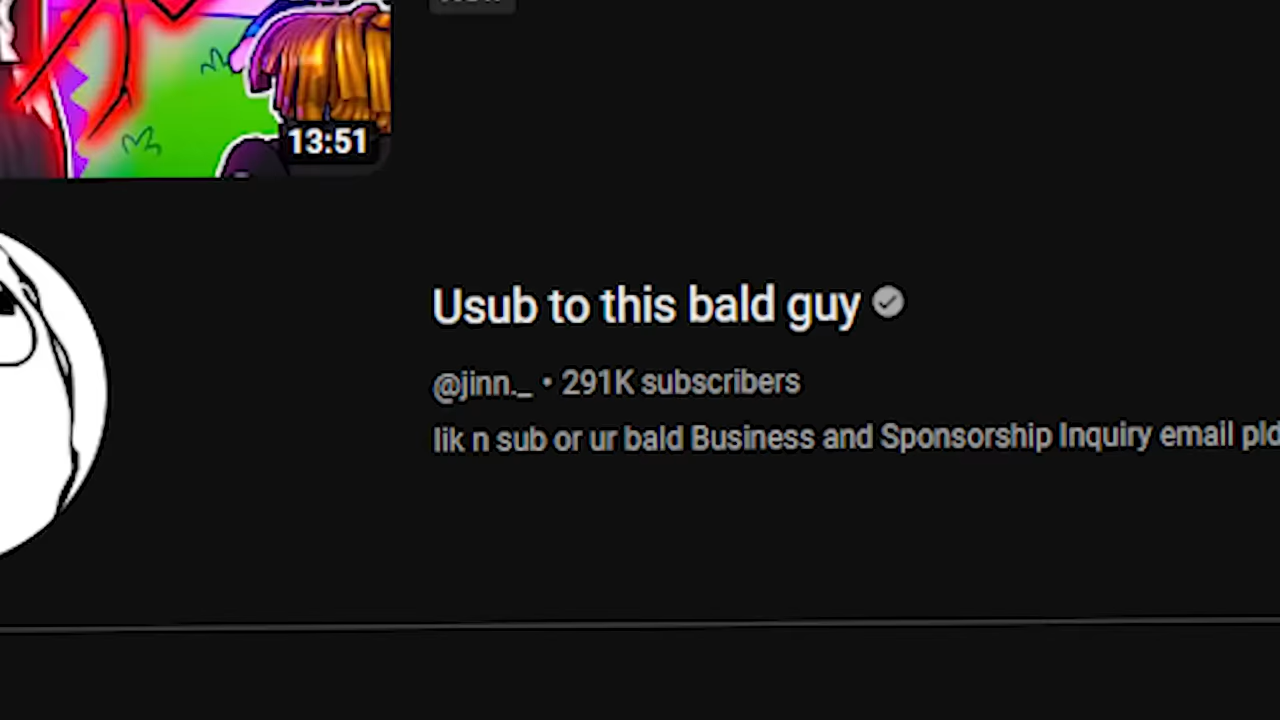 13:51
Usub to this bald guy
@jinn._ • 291K subscribers
lik n sub or ur bald Business and Sponsorship Inquiry email